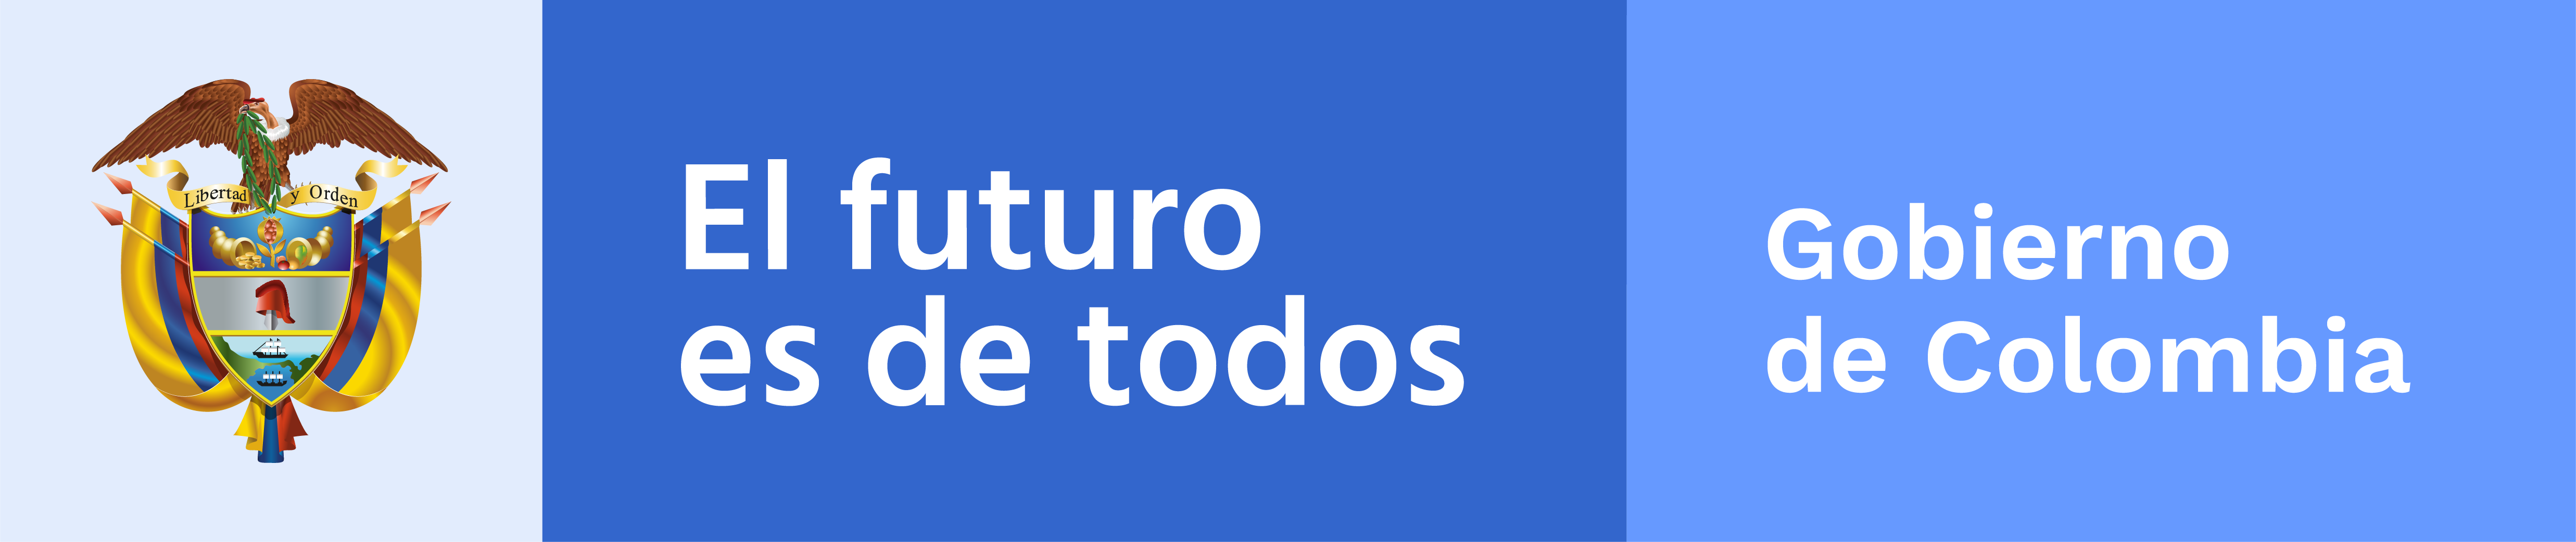 Libertad y Orden
El futuro
es de todos
Gobierno
de Colombia